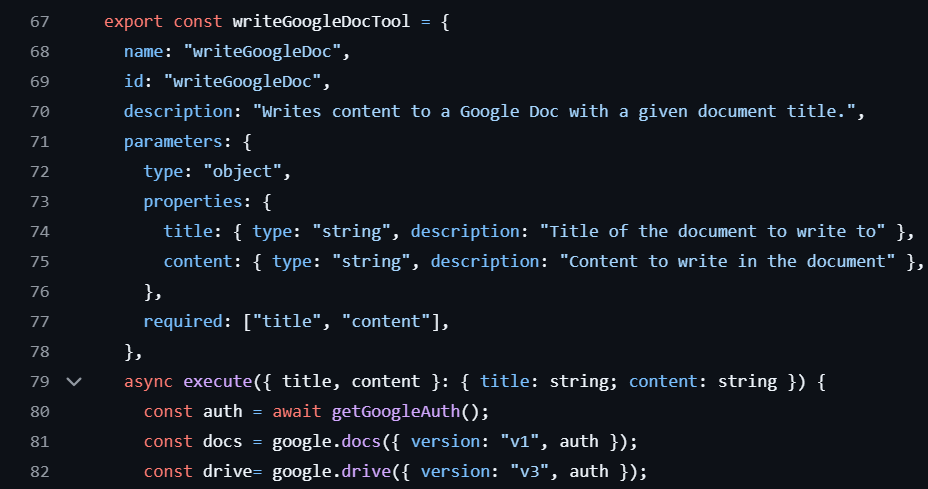 67 export const writeGoogleDocTool = {
68 name: "writeGoogleDoc",
69 id: "writeGoogleDoc",
70 description: "Writes content to a Google Doc with a given document title.",
71 parameters: {
72 type: "object",
73 properties: {
74 title: { type: "string", description: "Title of the document to write to" },
75 content: { type: "string", description: "Content to write in the document" },
76 },
77 required: ["title", "content"],
78 },
79 async execute({ title, content }: { title: string; content: string }) {
80 const auth = await getGoogleAuth();
81 const docs = google.docs({ version: "v1", auth });
82 const drive= google.drive({ version: "v3", auth });